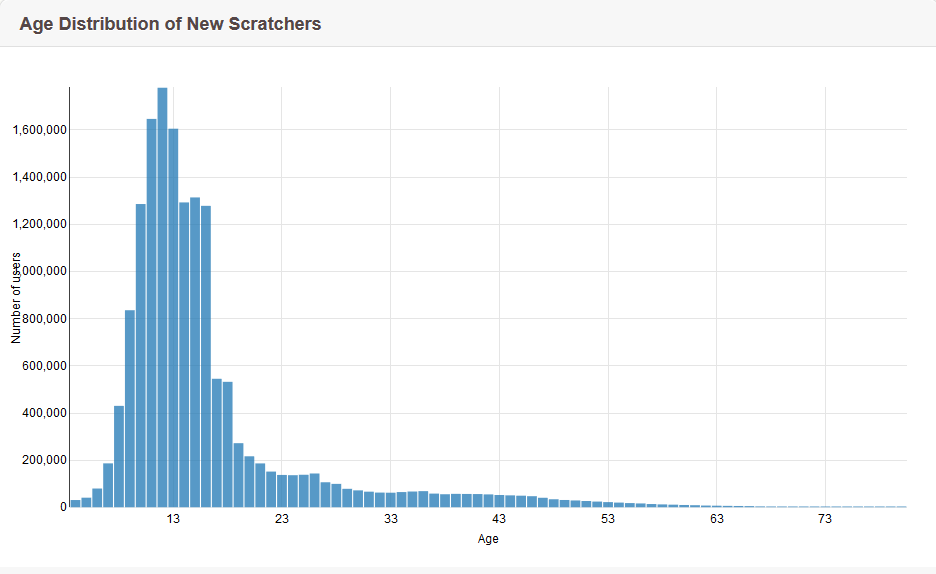 Age Distribution of New Scratchers
1,600,000
1,400,000
1,200,000
000,000
800,000
600,000
400,000
200,000
0
Number of users
13 23 33 43 53 63 73
Age